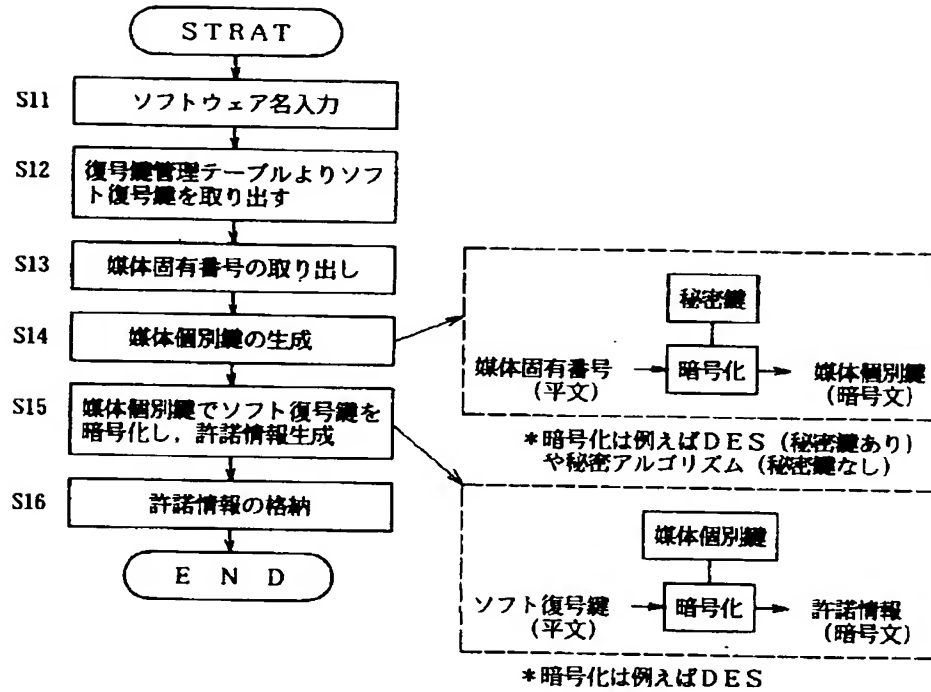 STRAT
S11
ソフトウェア名入力
S12
復号鍵管理テーブルよりソフ
ト復号鍵を取り出す
S13
媒体固有番号の取り出し
S14
媒体個別鍵の生成
S15
媒体個別鍵でソフト復号鍵を
暗号化し,許諾情報生成
S16
許諾情報の格納
END
秘密鍵
媒体固有番号
(平文)
暗号化
媒体個別鍵
(暗号文)
*暗号化は例えばDES(秘密鍵あり)
や秘密アルゴリズム(秘密鍵なし)
媒体個別鍵
ソフト復号鍵
(平文)
暗号化
許諾情報
(暗号文)
*暗号化は例えばDES